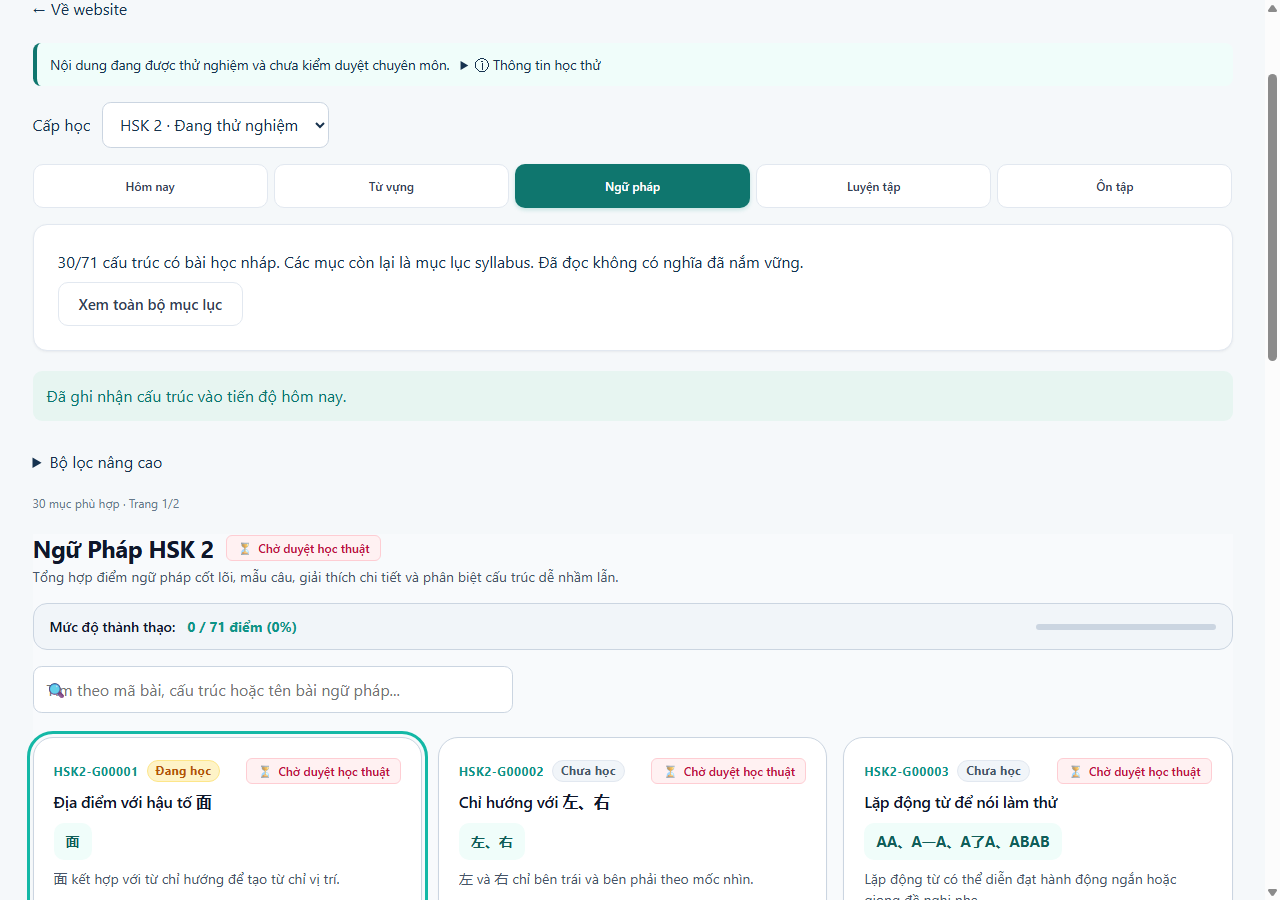 ← Về website
Nội dung đang được thử nghiệm và chưa kiểm duyệt chuyên môn. ▶ ⓘ Thông tin học thử
Cấp học HSK 2 · Đang thử nghiệm
Hôm nay Từ vựng Ngữ pháp Luyện tập Ôn tập
30/71 cấu trúc có bài học nháp. Các mục còn lại là mục lục syllabus. Đã đọc không có nghĩa đã nắm vững.
Xem toàn bộ mục lục
Đã ghi nhận cấu trúc vào tiến độ hôm nay.
▶ Bộ lọc nâng cao
30 mục phù hợp · Trang 1/2
Ngữ Pháp HSK 2 ⏳ Chờ duyệt học thuật
Tổng hợp điểm ngữ pháp cốt lõi, mẫu câu, giải thích chi tiết và phân biệt cấu trúc dễ nhầm lẫn.
Mức độ thành thạo: 0 / 71 điểm (0%)
theo mã bài, cấu trúc hoặc tên bài ngữ pháp...
HSK2-G00001 Đang học ⏳ Chờ duyệt học thuật
Địa điểm với hậu tố 面
面
面 kết hợp với từ chỉ hướng để tạo từ chỉ vị trí.
HSK2-G00002 Chưa học ⏳ Chờ duyệt học thuật
Chỉ hướng với 左、右
左、右
左 và 右 chỉ bên trái và bên phải theo mốc nhìn.
HSK2-G00003 Chưa học ⏳ Chờ duyệt học thuật
Lặp động từ để nói làm thử
AA、A一A、A了A、ABAB
Lặp động từ có thể diễn đạt hành động ngắn hoặc